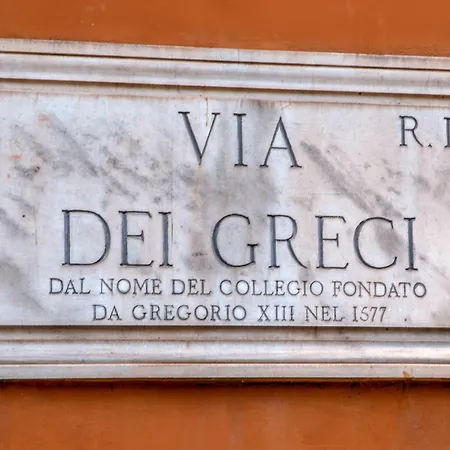 VIA
R.
DEI GRECI
DAL NOME DEL COLLEGIO FONDATO
DA GREGORIO XIII NEL 1577